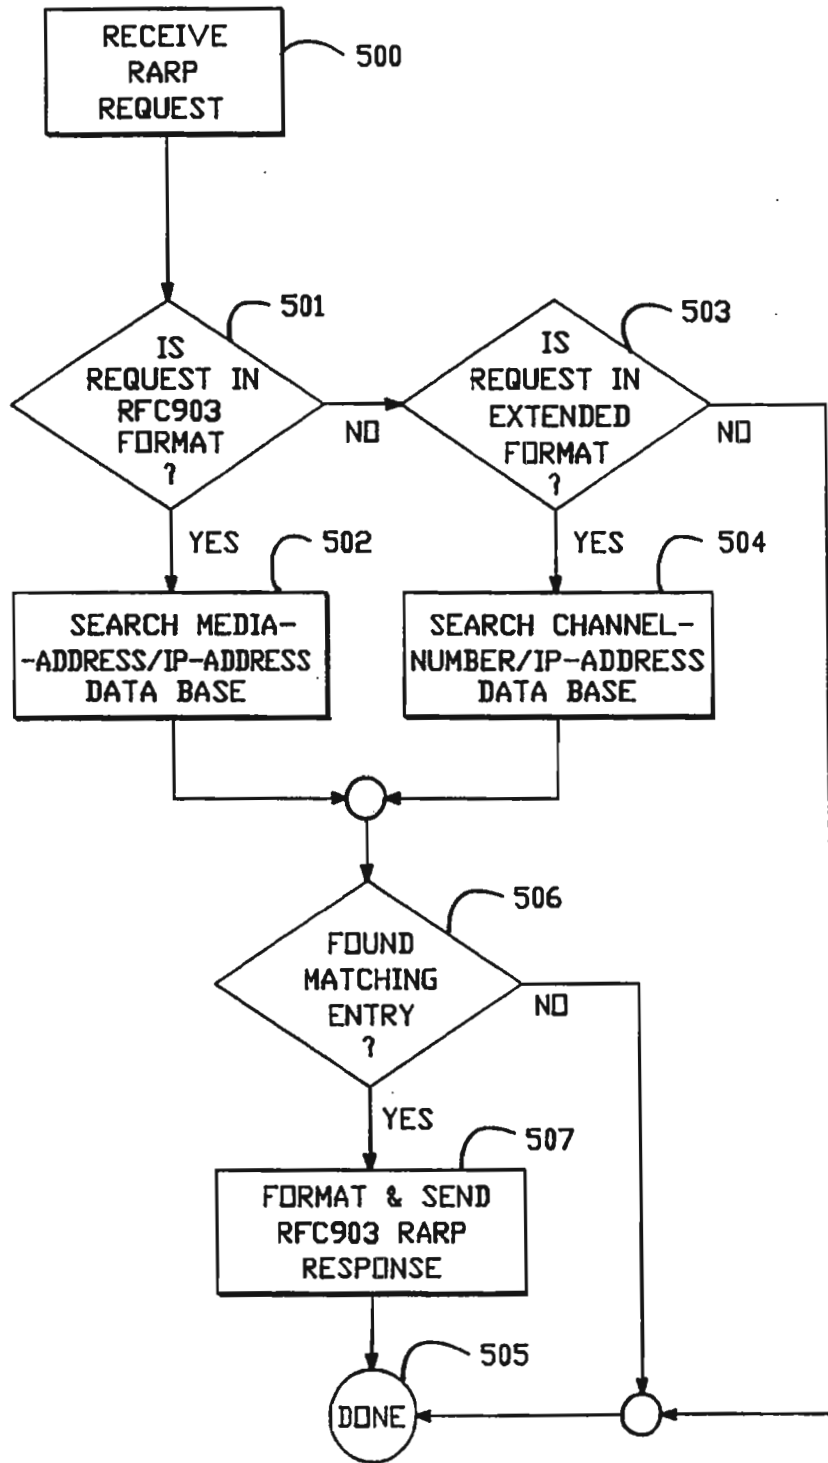 RECEIVE
RARP
REQUEST
500
501
IS
REQUEST IN
RFC903
FORMAT
?
NO
YES
503
IS
REQUEST IN
EXTENDED
FORMAT
?
NO
YES
502
SEARCH MEDIA-
-ADDRESS/IP-ADDRESS
DATA BASE
504
SEARCH CHANNEL-
NUMBER/IP-ADDRESS
DATA BASE
506
FOUND
MATCHING
ENTRY
?
NO
YES
507
FORMAT & SEND
RFC903 RARP
RESPONSE
505
DONE